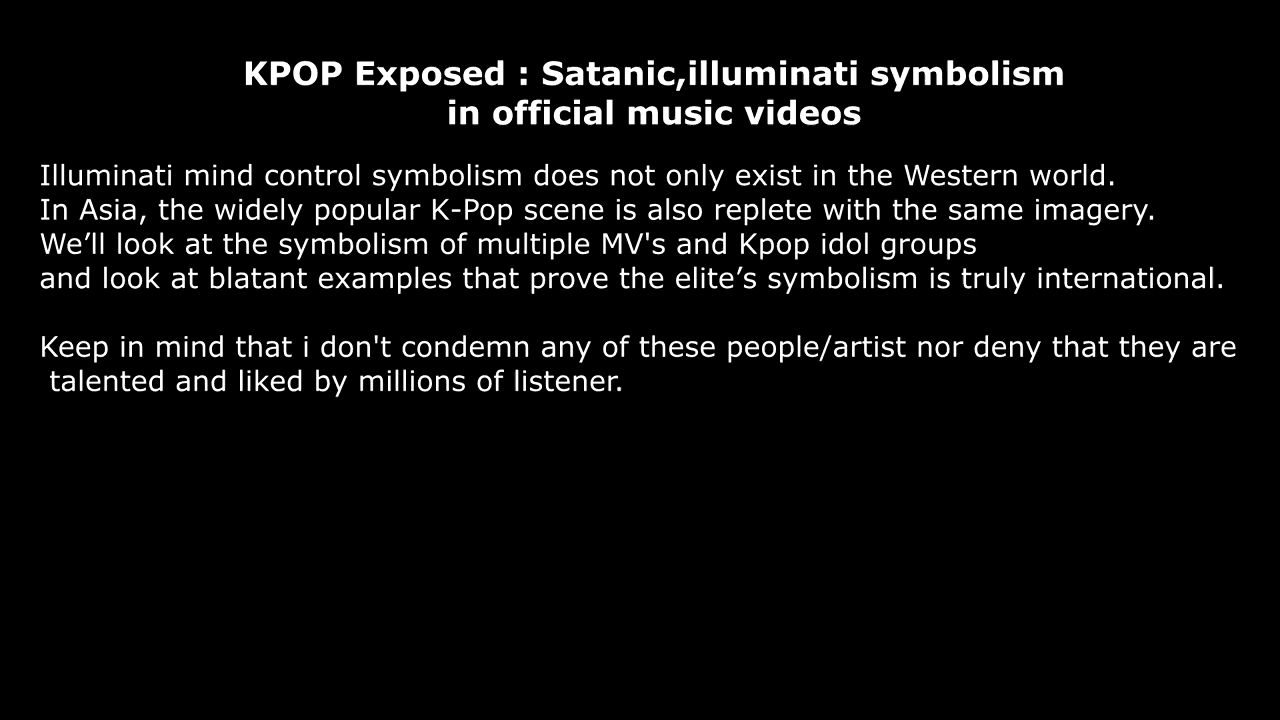 KPOP Exposed : Satanic,illuminati symbolism
in official music videos
Illuminati mind control symbolism does not only exist in the Western world.
In Asia, the widely popular K-Pop scene is also replete with the same imagery.
We’ll look at the symbolism of multiple MV's and Kpop idol groups
and look at blatant examples that prove the elite’s symbolism is truly international.
Keep in mind that i don't condemn any of these people/artist nor deny that they are
talented and liked by millions of listener.